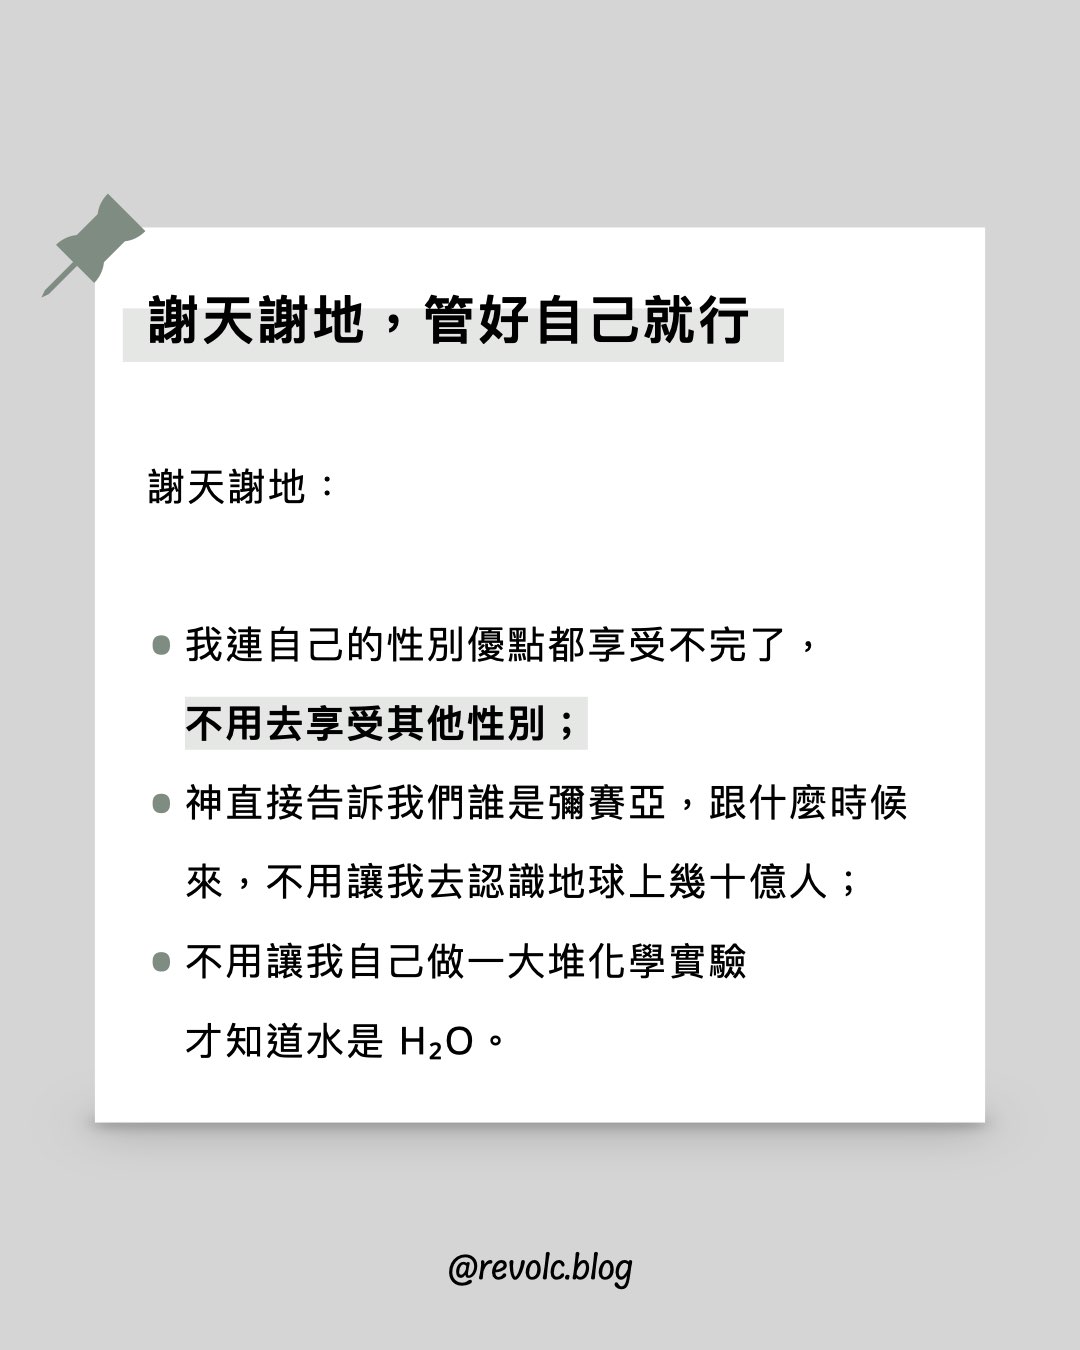 謝天謝地，管好自己就行
謝天謝地：
我連自己的性別優點都享受不完了，
不用去享受其他性別；
神直接告訴我們誰是彌賽亞，跟什麼時候
來，不用讓我去認識地球上幾十億人；
不用讓我自己做一大堆化學實驗
才知道水是 H₂O。
@revolc.blog